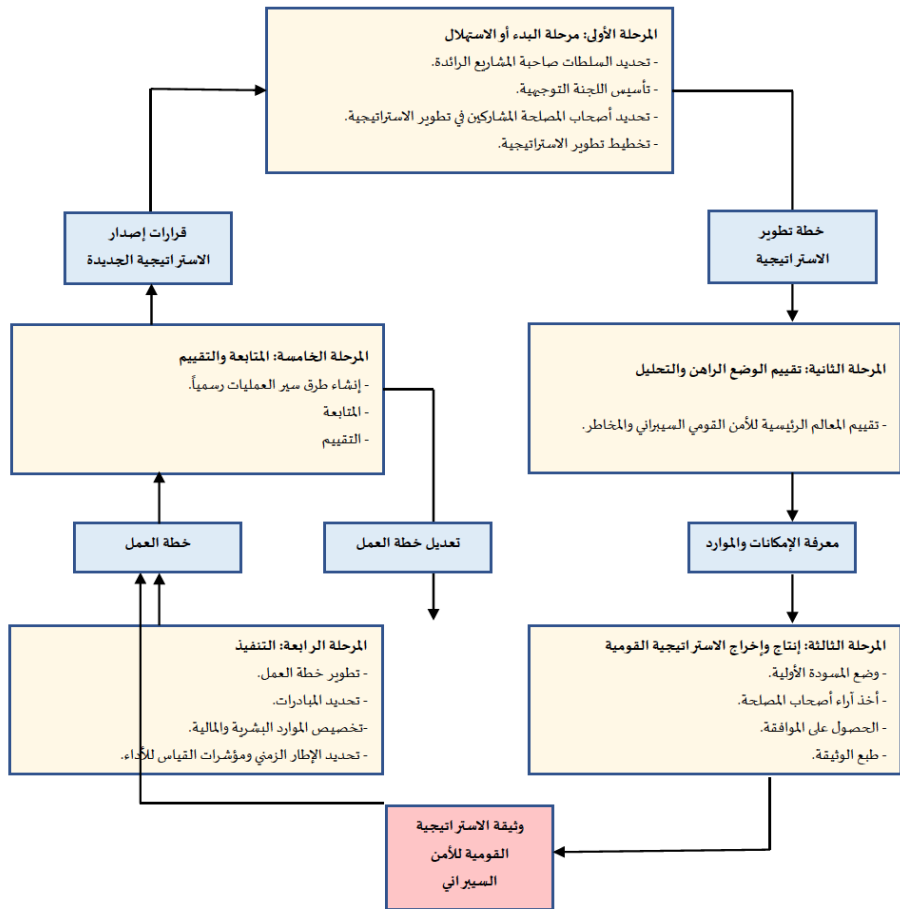 المرحلة الأولى: مرحلة البدء أو الاستهلال
- تحديد السلطات صاحبة المشاريع الرائدة.
- تأسيس اللجنة التوجيهية.
- تحديد أصحاب المصلحة المشاركين في تطوير الاستراتيجية.
- تخطيط تطوير الاستراتيجية.
خطة تطوير
الاستراتيجية
قرارات إصدار
الاستراتيجية الجديدة
المرحلة الثانية: تقييم الوضع الراهن والتحليل
- تقييم المعالم الرئيسية للأمن القومي السيبراني والمخاطر.
المرحلة الخامسة: المتابعة والتقييم
- إنشاء طرق سير العمليات رسمياً.
- المتابعة
- التقييم
معرفة الإمكانات والموارد
تعديل خطة العمل
خطة العمل
المرحلة الثالثة: إنتاج وإخراج الاستراتيجية القومية
- وضع المسودة الأولية.
- أخذ آراء أصحاب المصلحة.
- الحصول على الموافقة.
- طبع الوثيقة.
المرحلة الرابعة: التنفيذ
- تطوير خطة العمل.
- تحديد المبادرات.
-تخصيص الموارد البشرية والمالية.
- تحديد الإطار الزمني ومؤشرات القياس للأداء.
وثيقة الاستراتيجية
القومية للأمن
السيبراني